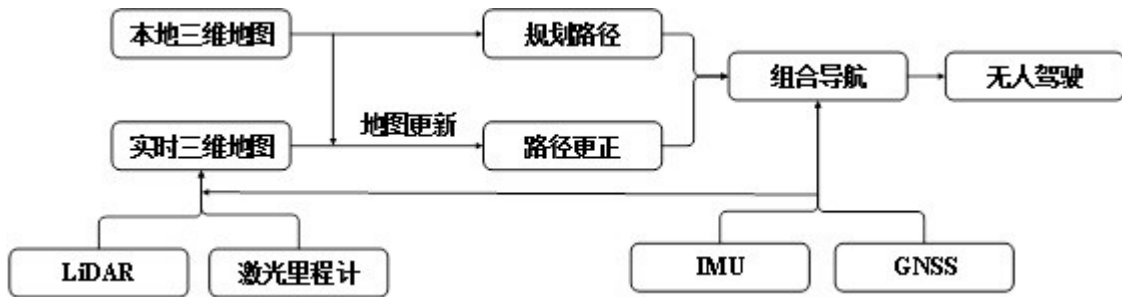 本地三维地图
规划路径
组合导航
无人驾驶
地图更新
实时三维地图
路径更正
LiDAR
激光里程计
IMU
GNSS